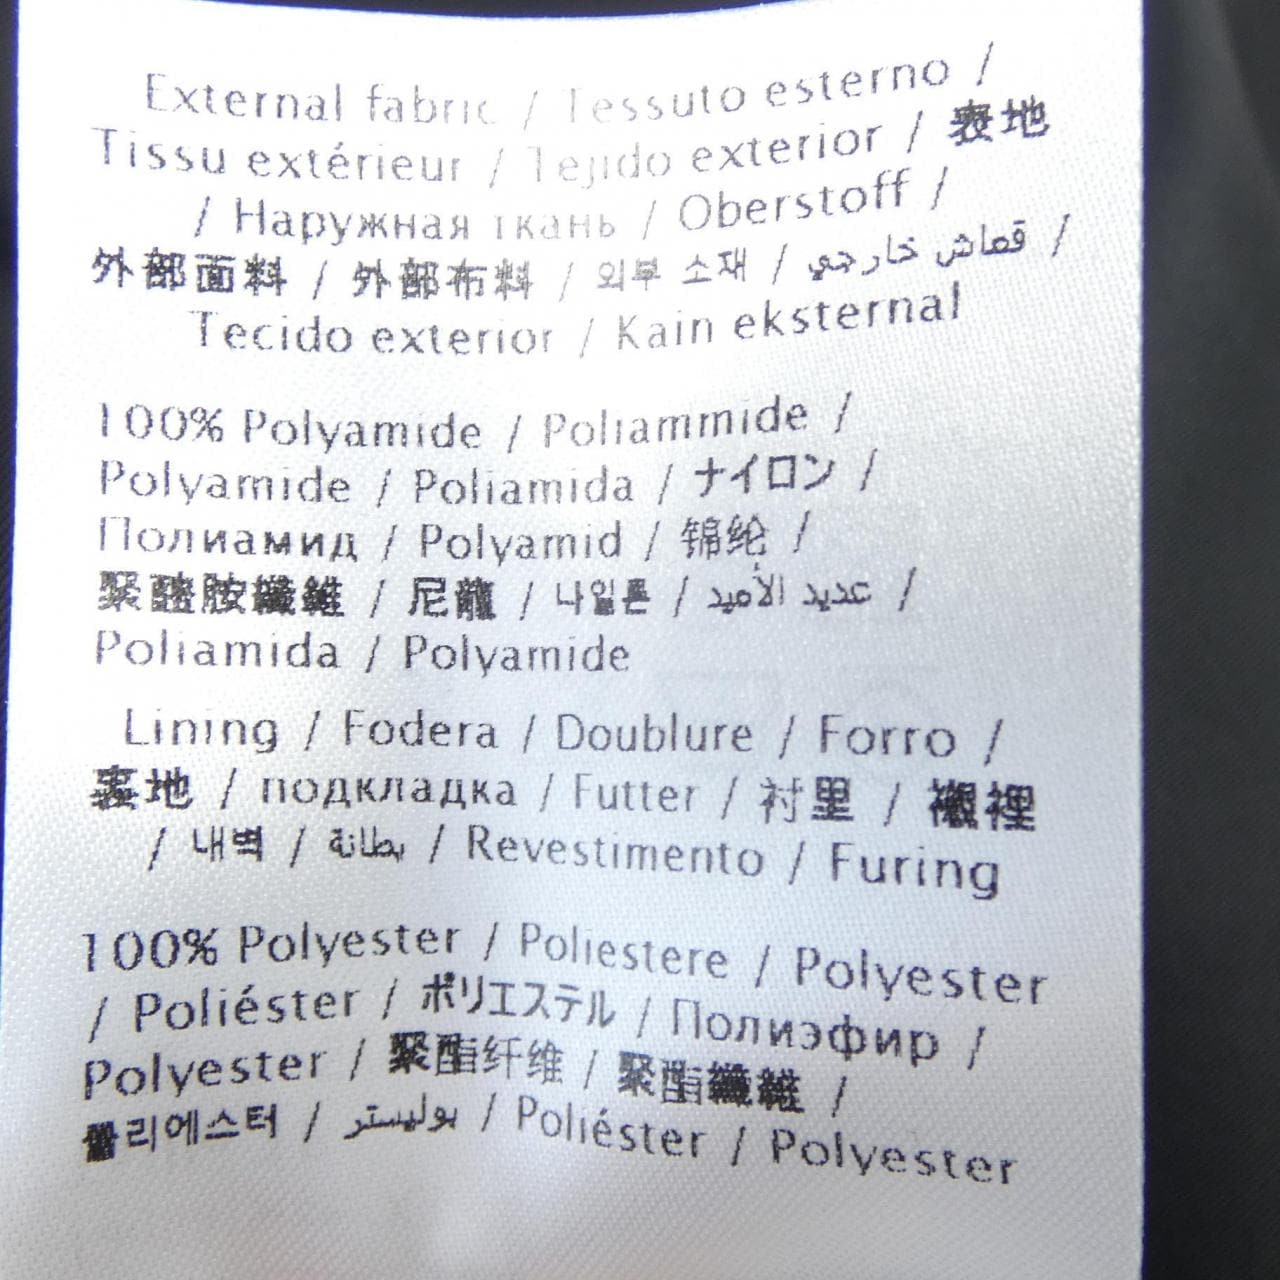 External fabric / Tessuto esterno /
Tissu extérieur / Tejido exterior / 表地
/ Наружная ткань / Oberstoff /
外部面料 / 外部布料 / 외부 소재 / قماش خارجي /
Tecido exterior / Kain eksternal
100% Polyamide / Poliammide /
Polyamide / Poliamida / ナイロン /
Полиамид / Polyamid / 锦纶 /
聚醯胺纖維 / 尼龍 / 나일론 / عديد الأميد /
Poliamida / Polyamide
Lining / Fodera / Doublure / Forro /
裏地 / подкладка / Futter / 衬里 / 襯裡
/ 내벽 / بطانة / Revestimento / Furing
100% Polyester / Poliestere / Polyester
/ Poliéster / ポリエステル / Полиэфир /
Polyester / 聚酯纤维 / 聚酯纖維 /
폴리에스터 / بوليستر / Poliéster / Polyester